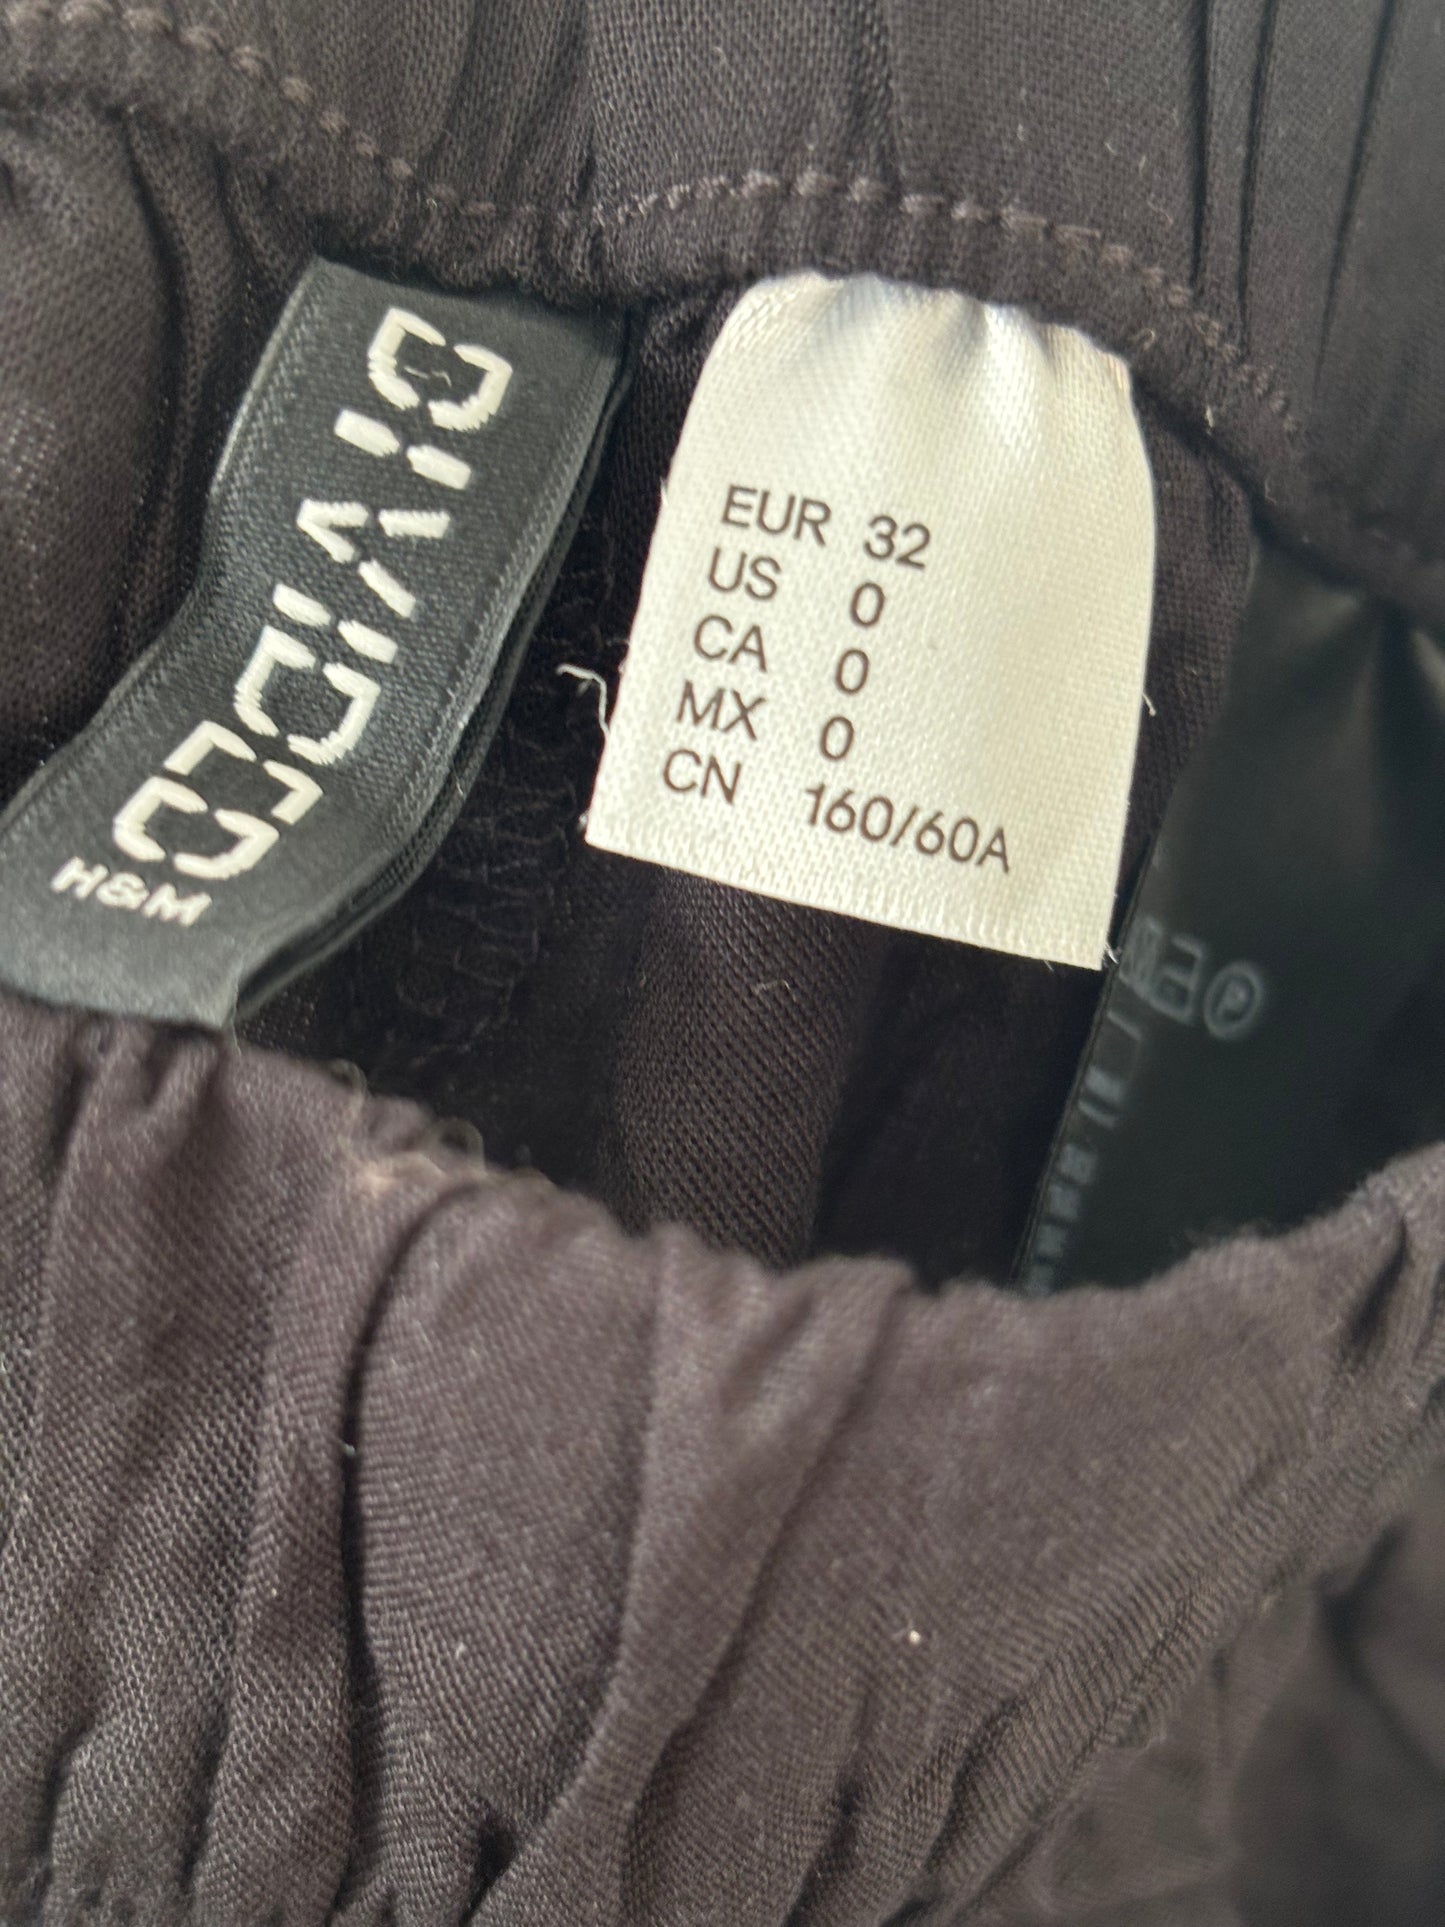 DIVIDED
H&M
EUR 32
US 0
CA 0
MX 0
CN 160/60A
P